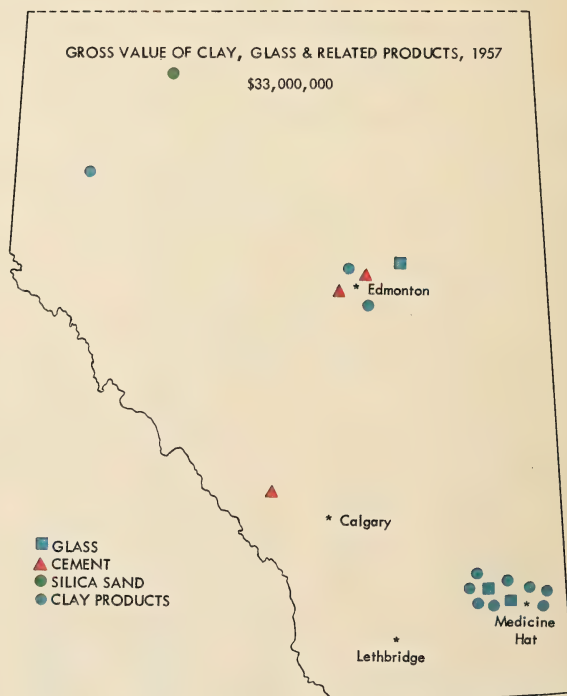 GROSS VALUE OF CLAY, GLASS & RELATED PRODUCTS, 1957
$33,000,000
* Edmonton
* Calgary
GLASS
CEMENT
SILICA SAND
CLAY PRODUCTS
*
Medicine
Hat
*
Lethbridge